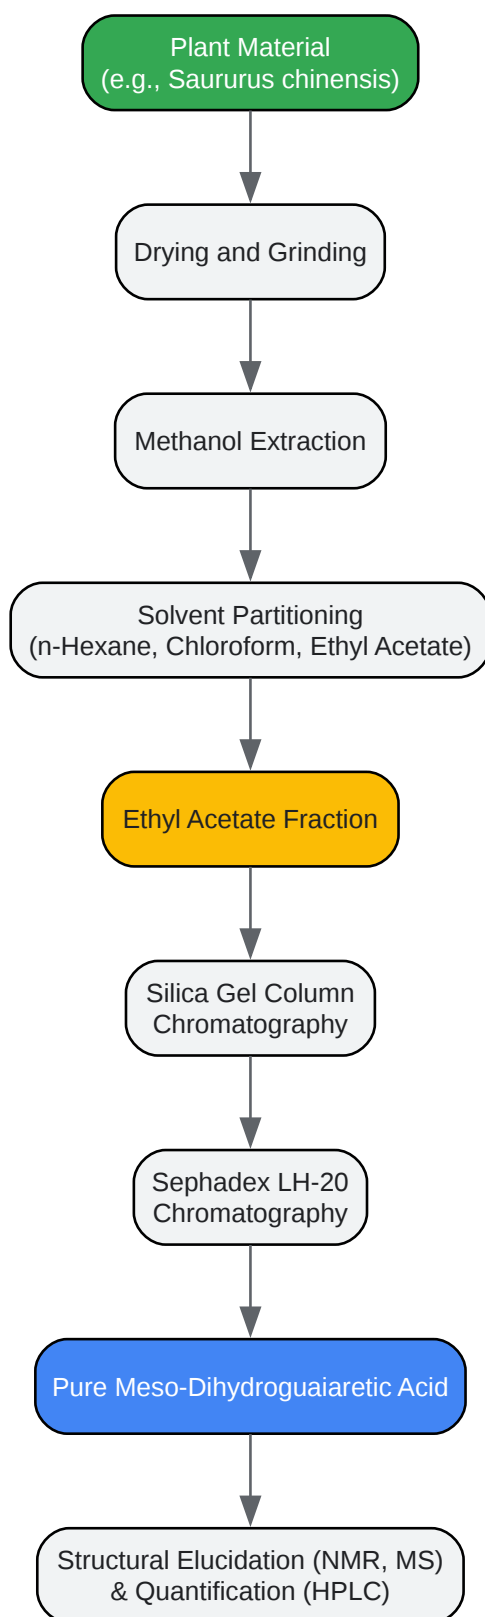 Plant Material
(e.g., Saururus chinensis)
Drying and Grinding
Methanol Extraction
Solvent Partitioning
(n-Hexane, Chloroform, Ethyl Acetate)
Ethyl Acetate Fraction
Silica Gel Column
Chromatography
Sephadex LH-20
Chromatography
Pure Meso-Dihydroguaiaretic Acid
Structural Elucidation (NMR, MS)
& Quantification (HPLC)